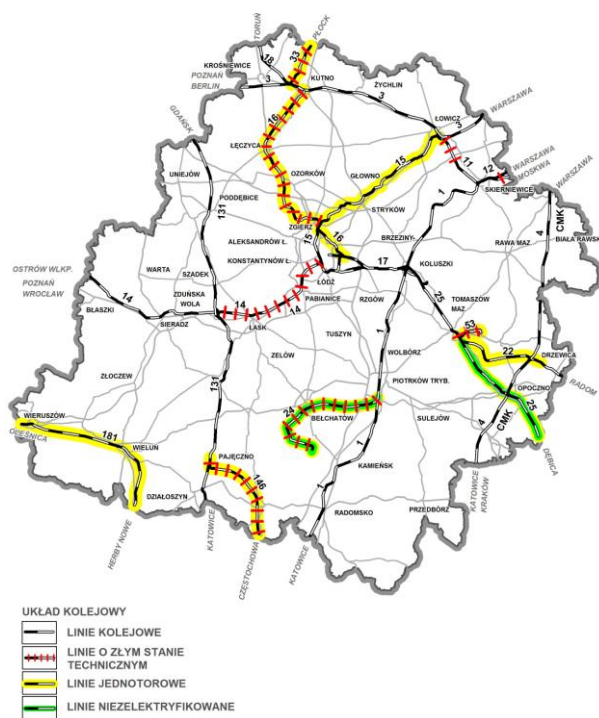 TORUŃ
PŁOCK
18
33
KROŚNIEWICE
POZNAŃ
BERLIN
3
KUTNO
ŻYCHLIN
3
GDAŃSK
16
ŁOWICZ
3
WARSZAWA
ŁĘCZYCA
11
12
WARSZAWA
MOSKWA
UNIEJÓW
OZORKÓW
GŁOWNO
15
SKIERNIEWICE
WARSZAWA
PODDĘBICE
131
STRYKÓW
1
CMK
ZGIERZ
15
16
BRZEZINY
4
BIAŁA RAWSKA
ALEKSANDRÓW Ł.
RAWA MAZ.
KONSTANTYNÓW Ł.
17
OSTRÓW WLKP.
WARTA
SZADEK
ŁÓDŹ
KOLUSZKI
POZNAŃ
WROCŁAW
ZDUŃSKA
WOLA
PABIANICE
RZGÓW
25
14
14
14
TOMASZÓW
MAZ.
BŁASZKI
SIERADZ
ŁASK
53
TUSZYN
1
WOLBÓRZ
22
DRZEWICA
ZŁOCZEW
ZELÓW
131
PIOTRKÓW TRYB.
RADOM
OPOCZNO
24
BEŁCHATÓW
SULEJÓW
25
CMK
4
WIERUSZÓW
OLEŚNICA
181
WIELUŃ
PAJĘCZNO
146
1
KAMIEŃSK
DĘBICA
DZIAŁOSZYN
1
RADOMSKO
PRZEDBÓRZ
KATOWICE
KRAKÓW
HERBY NOWE
KATOWICE
CZĘSTOCHOWA
KATOWICE
UKŁAD KOLEJOWY
LINIE KOLEJOWE
LINIE O ZŁYM STANIE
TECHNICZNYM
LINIE JEDNOTOROWE
LINIE NIEZELEKTRYFIKOWANE